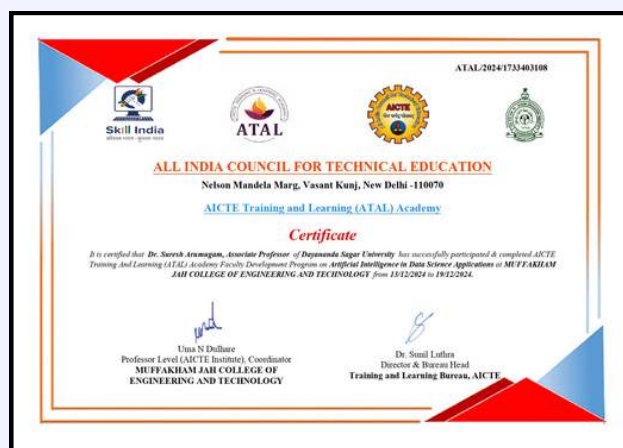 ATAL/2024/1733403108
Skill India
कौशल भारत - कुशल भारत
ATAL
AICTE
ALL INDIA COUNCIL FOR TECHNICAL EDUCATION
Nelson Mandela Marg, Vasant Kunj, New Delhi -110070
AICTE Training and Learning (ATAL) Academy
Certificate
It is certified that Dr. Suresh Arumugam, Associate Professor of Dayananda Sagar University has successfully participated & completed AICTE
Training And Learning (ATAL) Academy Faculty Development Program on Artificial Intelligence in Data Science Applications at MUFFAKHAM
JAH COLLEGE OF ENGINEERING AND TECHNOLOGY from 13/12/2024 to 19/12/2024.
Uma N Dulhare
Professor Level (AICTE Institute), Coordinator
MUFFAKHAM JAH COLLEGE OF
ENGINEERING AND TECHNOLOGY
Dr. Sunil Luthra
Director & Bureau Head
Training and Learning Bureau, AICTE